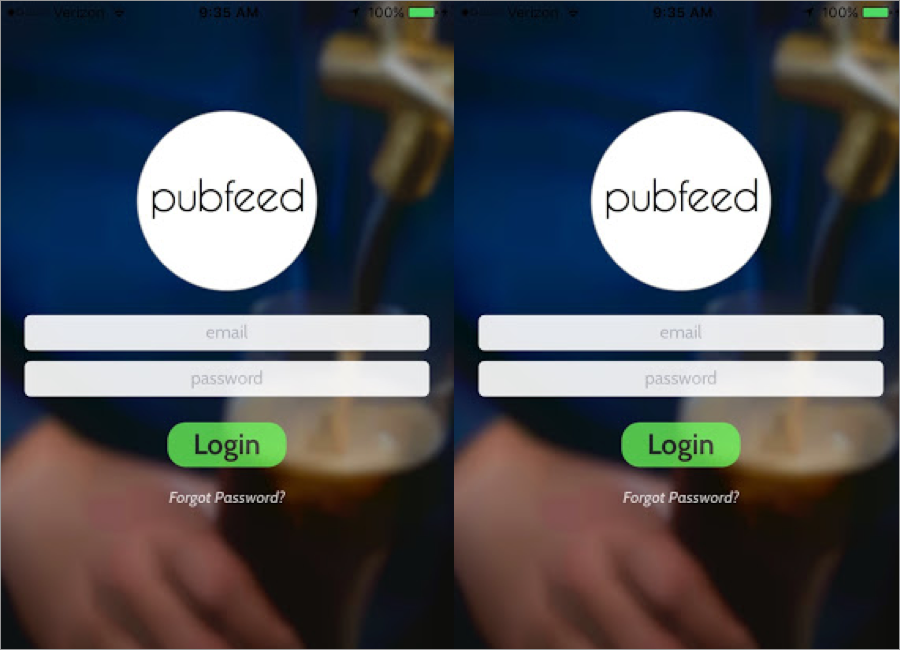 Verizon 9:35 AM 100%
pubfeed
email
password
Login
Forgot Password?
Verizon 9:35 AM 100%
pubfeed
email
password
Login
Forgot Password?